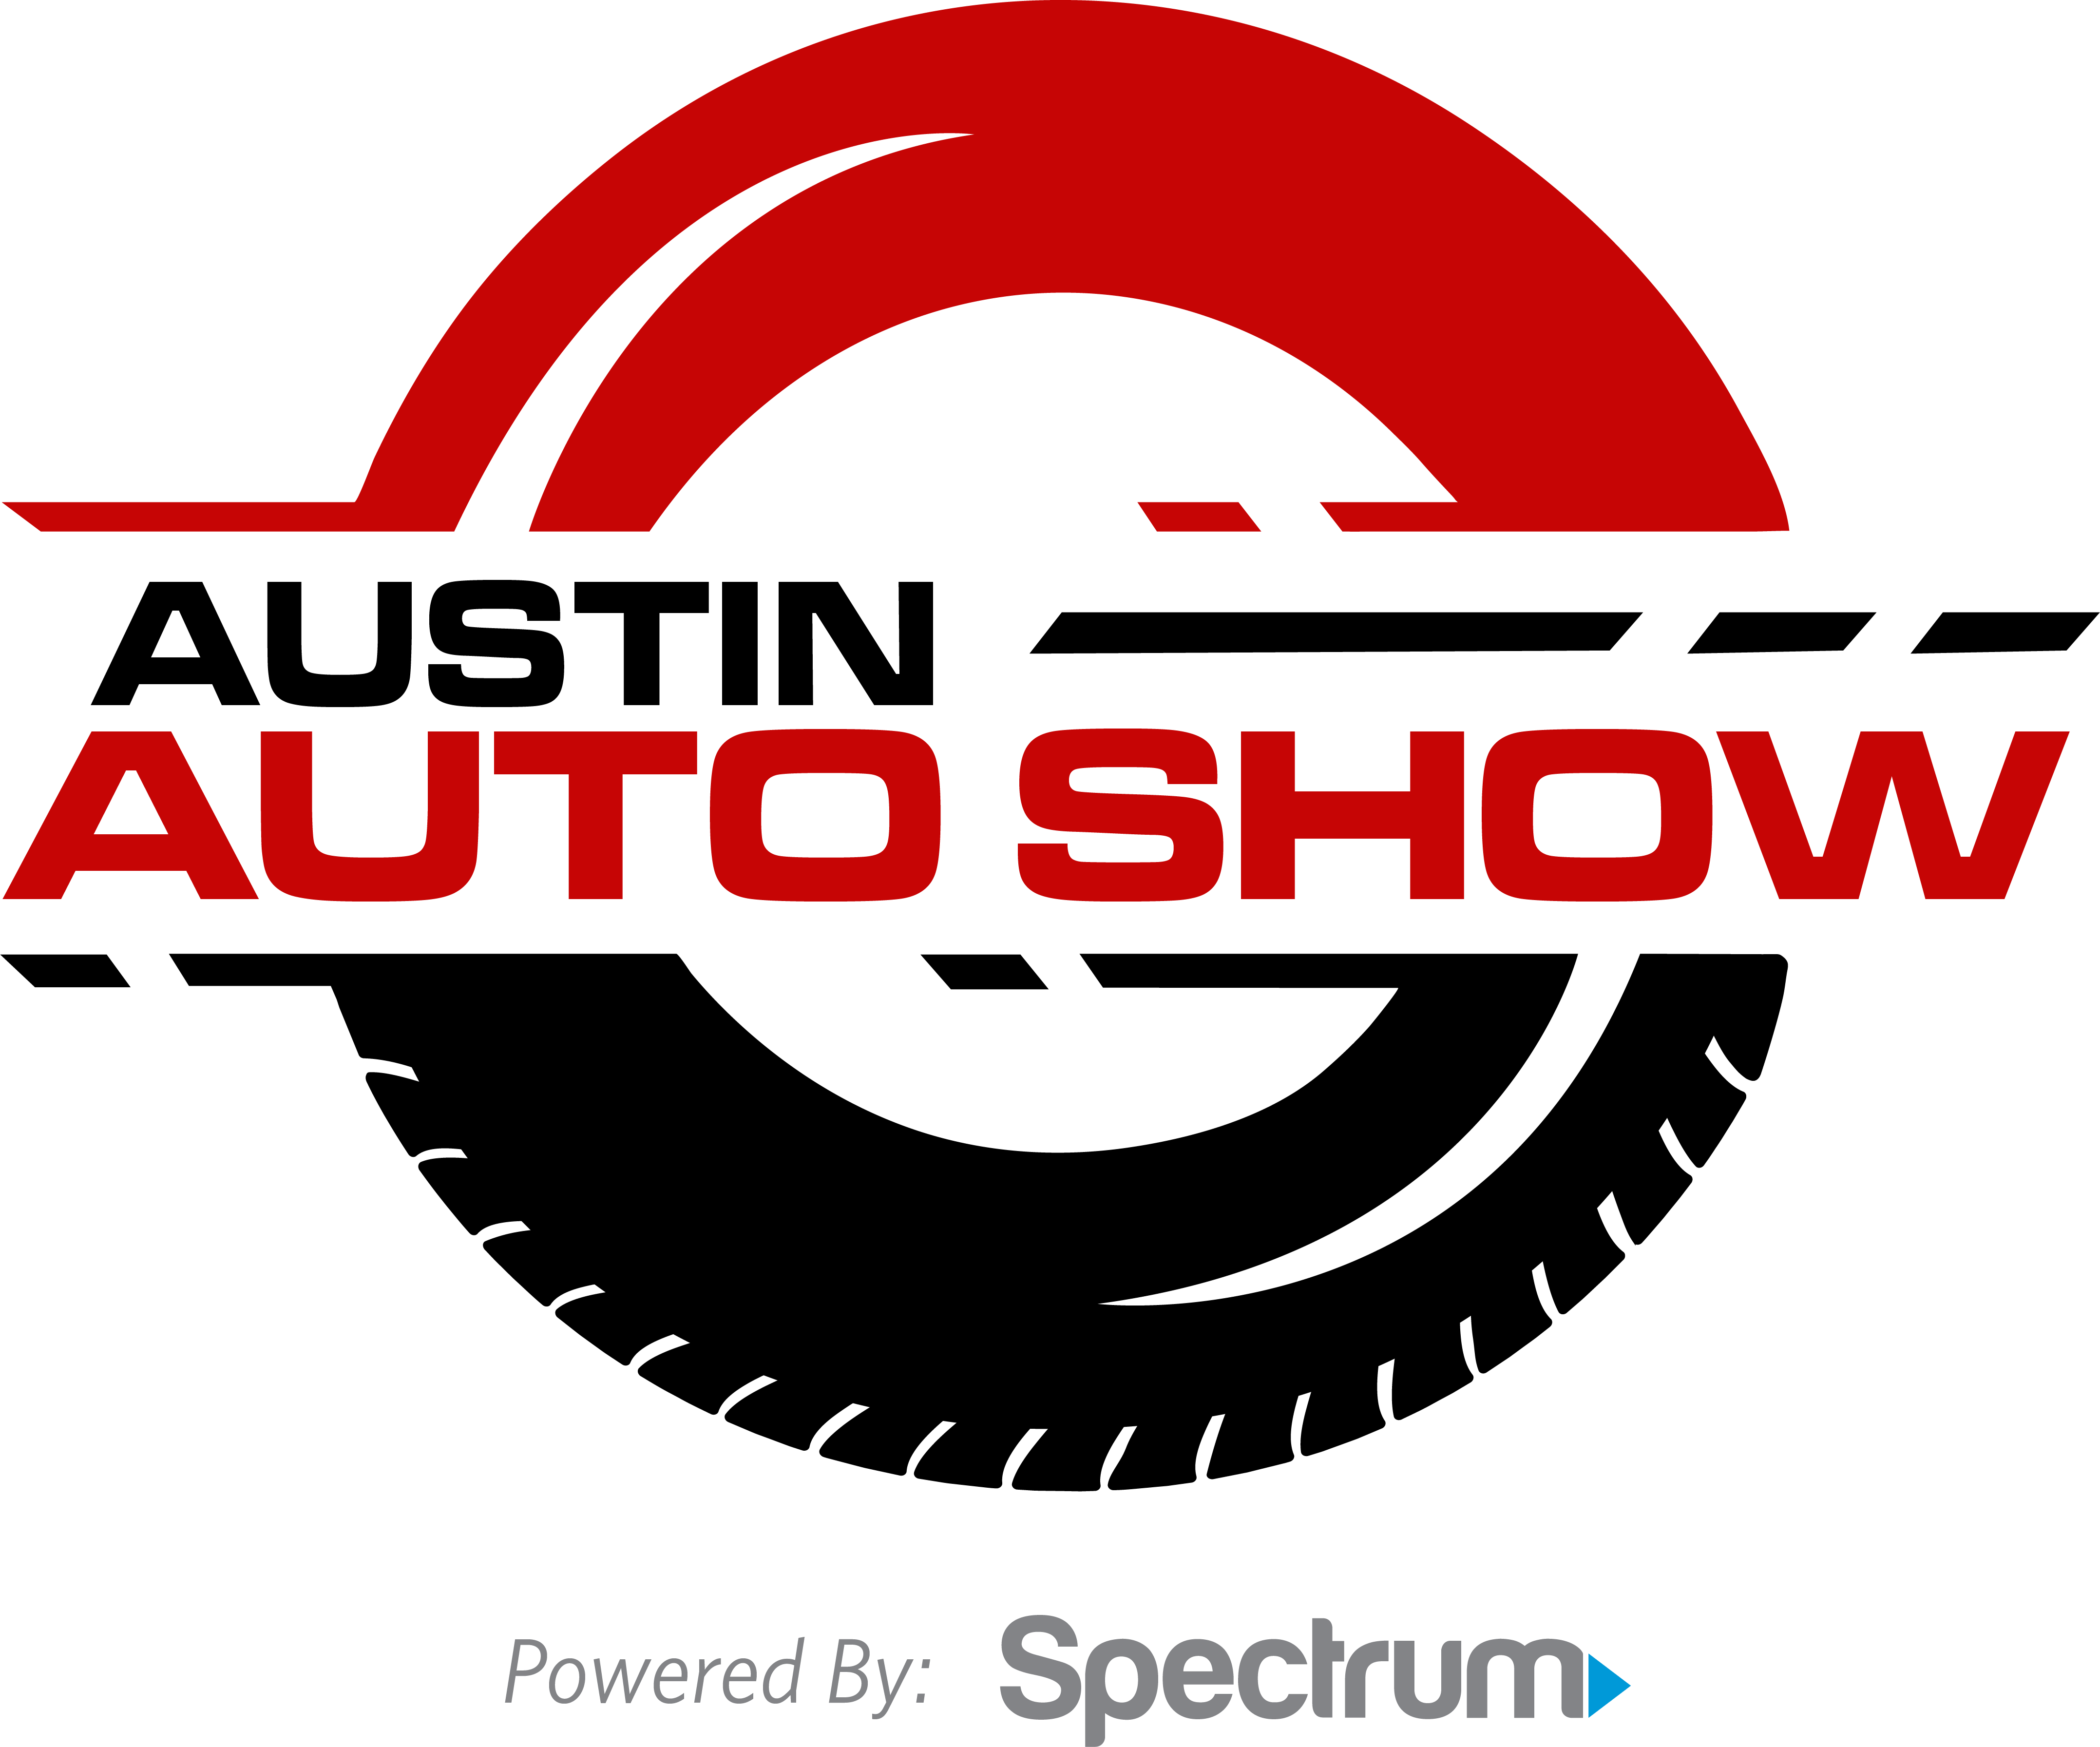 AUSTIN
AUTO SHOW
Powered By: Spectrum